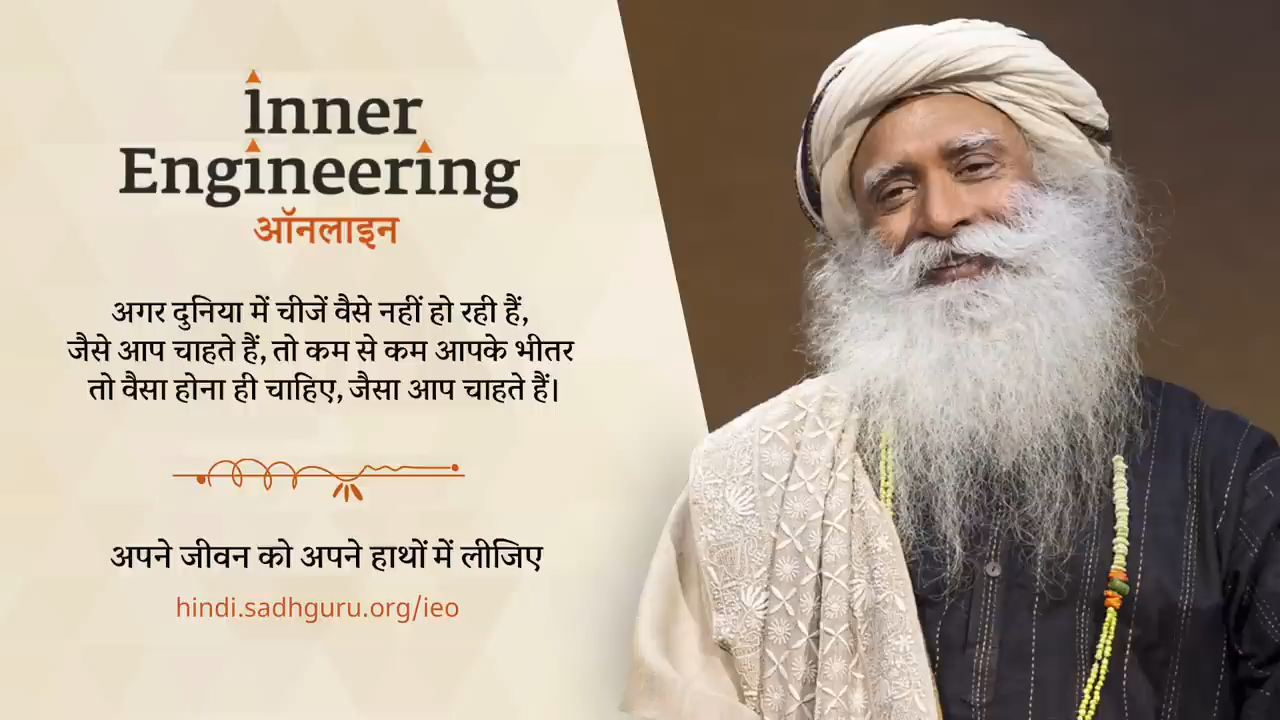 inner
Engineering
ऑनलाइन
अगर दुनिया में चीजें वैसे नहीं हो रही हैं,
जैसे आप चाहते हैं, तो कम से कम आपके भीतर
तो वैसा होना ही चाहिए, जैसा आप चाहते हैं।
अपने जीवन को अपने हाथों में लीजिए
hindi.sadhguru.org/ieo